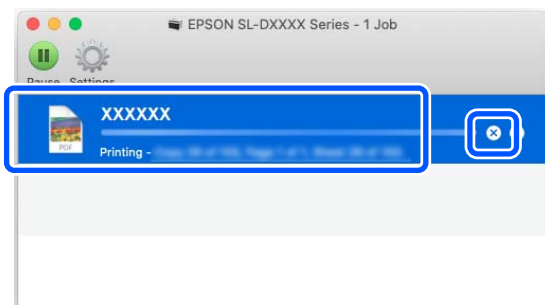 EPSON SL-DXXXX Series - 1 Job
Pause Settings
XXXXXX
PDF
Printing -